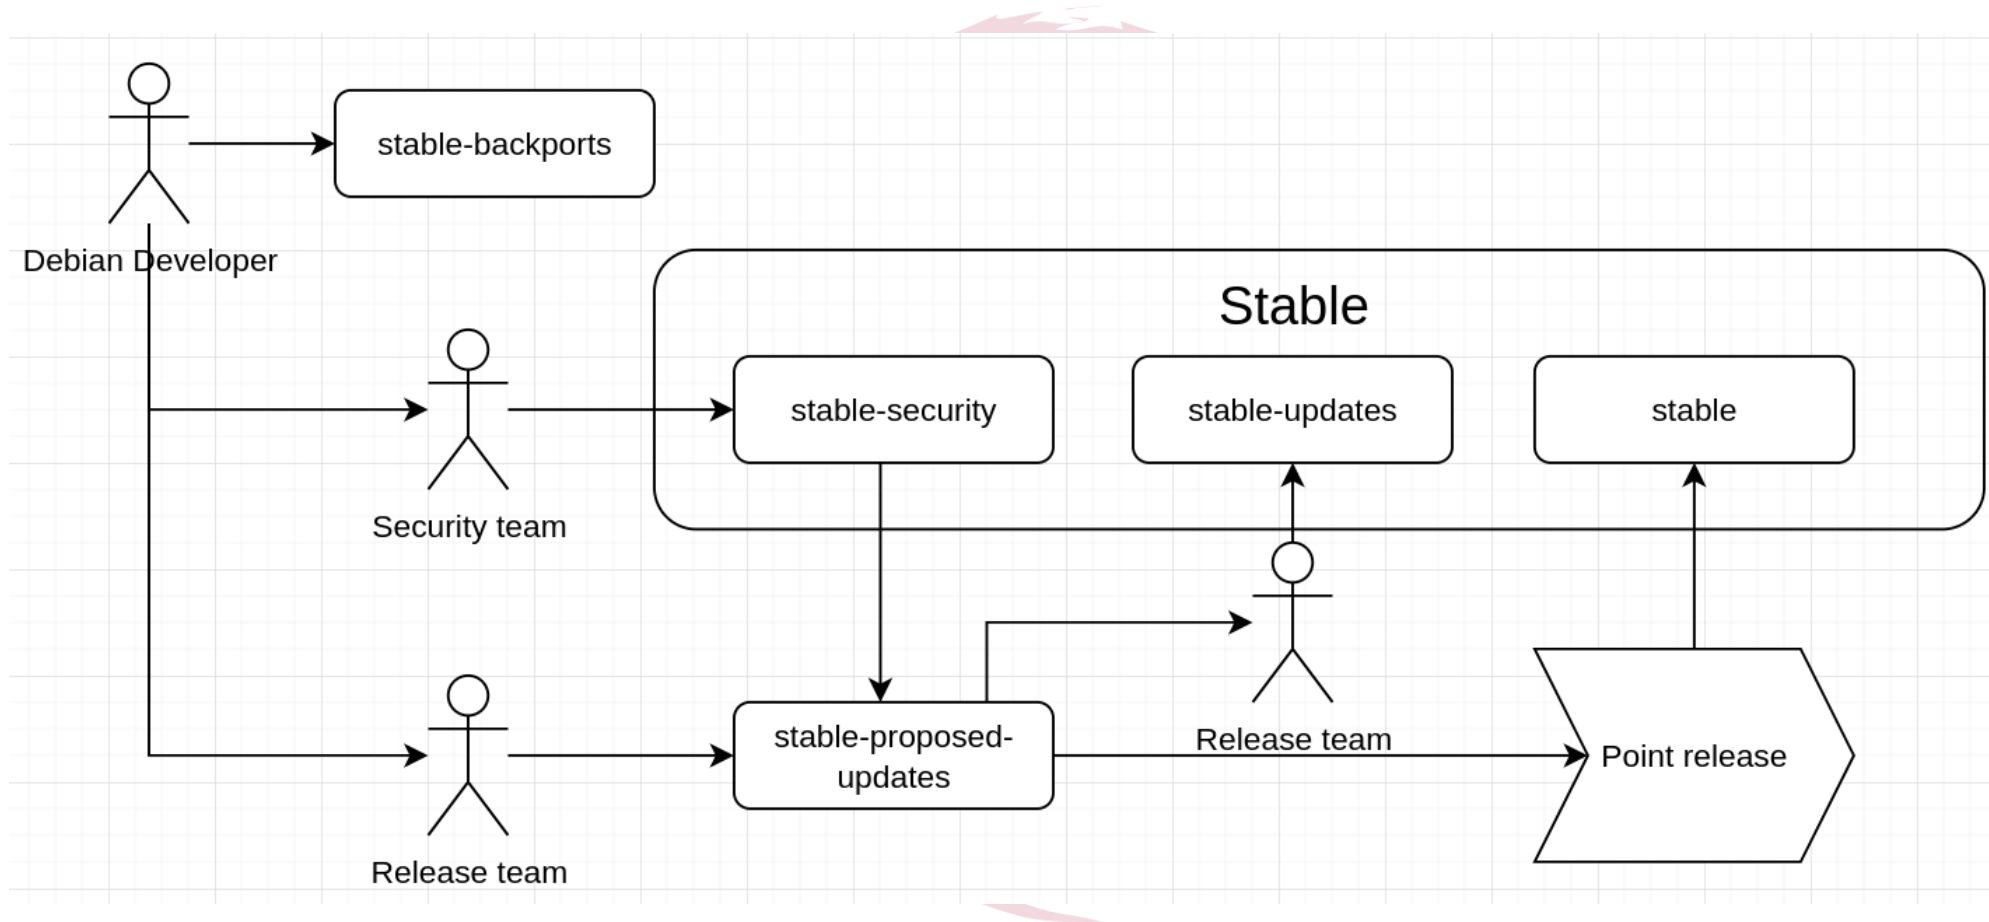 stable-backports
Debian Developer
Stable
stable-security
stable-updates
stable
Security team
stable-proposed-
updates
Release team
Point release
Release team